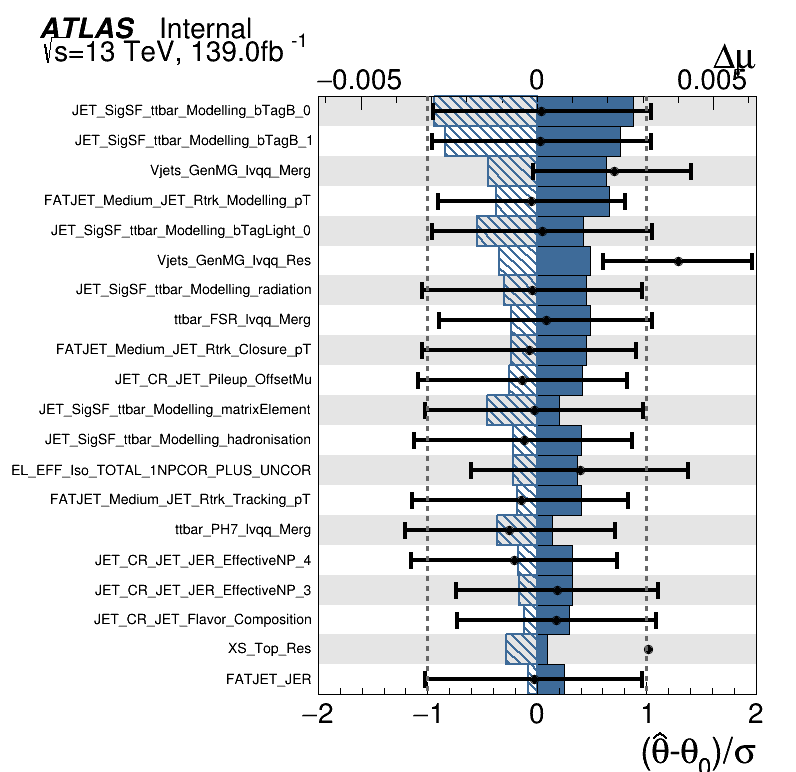 ATLAS Internal
√s=13 TeV, 139.0fb -1
Δμ
−0.005 0 0.005
JET_SigSF_ttbar_Modelling_bTagB_0
JET_SigSF_ttbar_Modelling_bTagB_1
Vjets_GenMG_lvqq_Merg
FATJET_Medium_JET_Rtrk_Modelling_pT
JET_SigSF_ttbar_Modelling_bTagLight_0
Vjets_GenMG_lvqq_Res
JET_SigSF_ttbar_Modelling_radiation
ttbar_FSR_lvqq_Merg
FATJET_Medium_JET_Rtrk_Closure_pT
JET_CR_JET_Pileup_OffsetMu
JET_SigSF_ttbar_Modelling_matrixElement
JET_SigSF_ttbar_Modelling_hadronisation
EL_EFF_Iso_TOTAL_1NPCOR_PLUS_UNCOR
FATJET_Medium_JET_Rtrk_Tracking_pT
ttbar_PH7_lvqq_Merg
JET_CR_JET_JER_EffectiveNP_4
JET_CR_JET_JER_EffectiveNP_3
JET_CR_JET_Flavor_Composition
XS_Top_Res
FATJET_JER
−2 −1 0 1 2
(θ̂-θ0)/σ